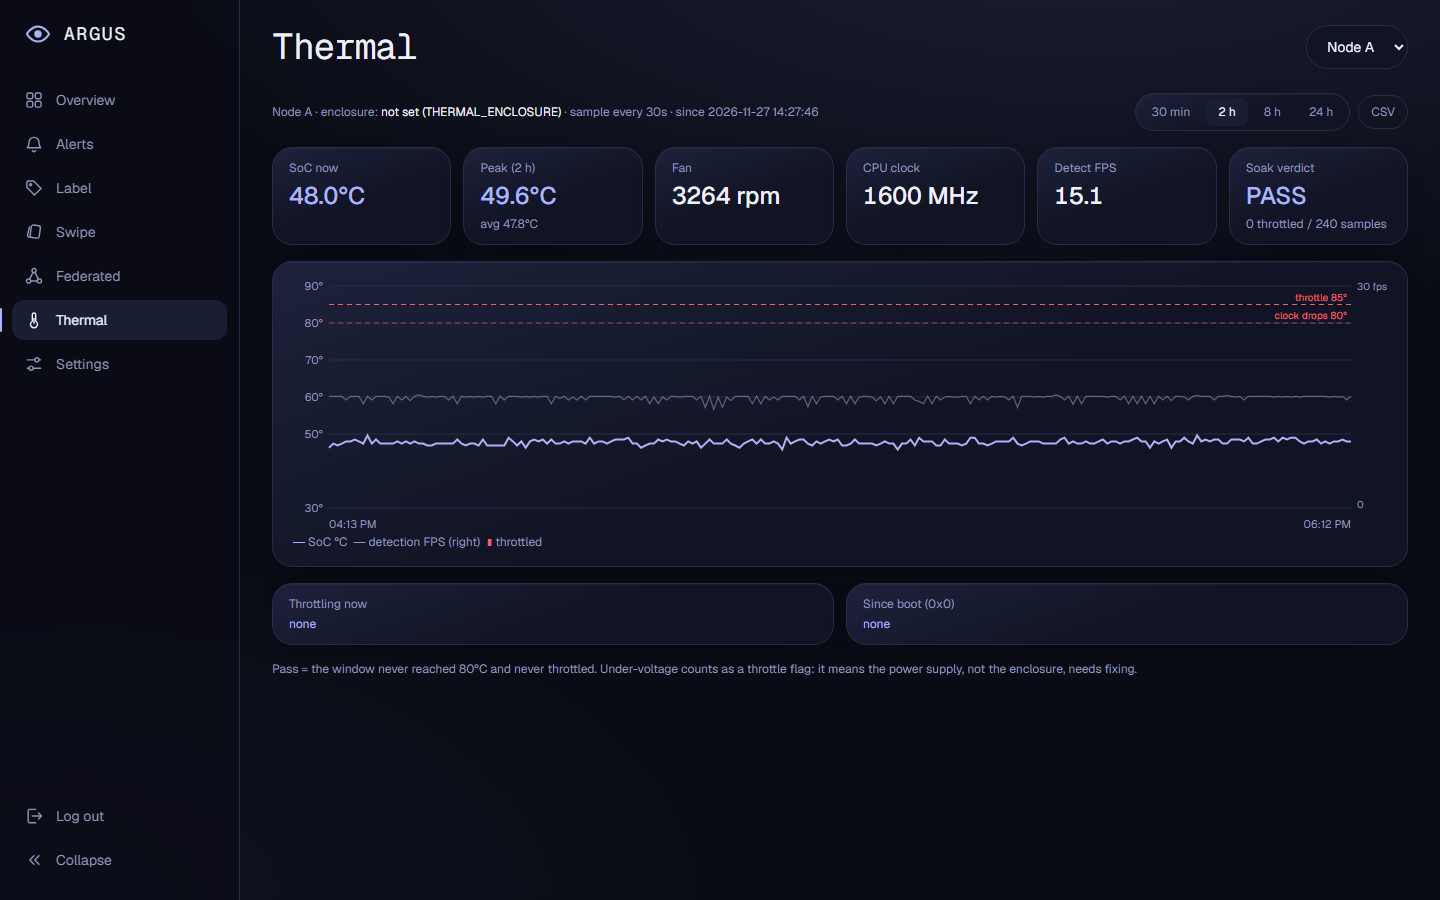 ARGUS
Overview
Alerts
Label
Swipe
Federated
Thermal
Settings
Log out
Collapse
Thermal
Node A
Node A · enclosure: not set (THERMAL_ENCLOSURE) · sample every 30s · since 2026-11-27 14:27:46
30 min 2 h 8 h 24 h CSV
SoC now
48.0°C
Peak (2 h)
49.6°C
avg 47.8°C
Fan
3264 rpm
CPU clock
1600 MHz
Detect FPS
15.1
Soak verdict
PASS
0 throttled / 240 samples
90° 30 fps
throttle 85°
clock drops 80°
80°
70°
60°
50°
30° 0
04:13 PM 06:12 PM
SoC °C detection FPS (right) throttled
Throttling now
none
Since boot (0x0)
none
Pass = the window never reached 80°C and never throttled. Under-voltage counts as a throttle flag: it means the power supply, not the enclosure, needs fixing.